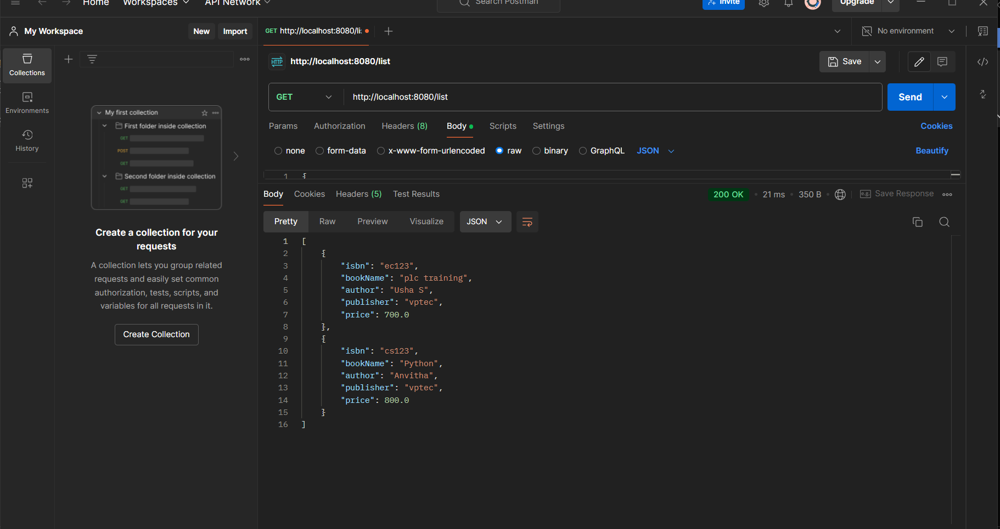 Home Workspaces API Network Search Postman Invite Upgrade
My Workspace New Import
GET http://localhost:8080/li No environment
Collections
Environments
History
My first collection
First folder inside collection
GET
POST
GET
Second folder inside collection
GET
GET
Create a collection for your
requests
A collection lets you group related
requests and easily set common
authorization, tests, scripts, and
variables for all requests in it.
Create Collection
HTTP http://localhost:8080/list Save
GET http://localhost:8080/list Send
Params Authorization Headers (8) Body Scripts Settings Cookies
none form-data x-www-form-urlencoded raw binary GraphQL JSON Beautify
1 {
Body Cookies Headers (5) Test Results 200 OK • 21 ms • 350 B • e.g. Save Response
Pretty Raw Preview Visualize JSON
1 [
2 {
3 "isbn": "ec123",
4 "bookName": "plc training",
5 "author": "Usha S",
6 "publisher": "vptec",
7 "price": 700.0
8 },
9 {
10 "isbn": "cs123",
11 "bookName": "Python",
12 "author": "Anvitha",
13 "publisher": "vptec",
14 "price": 800.0
15 }
16 ]